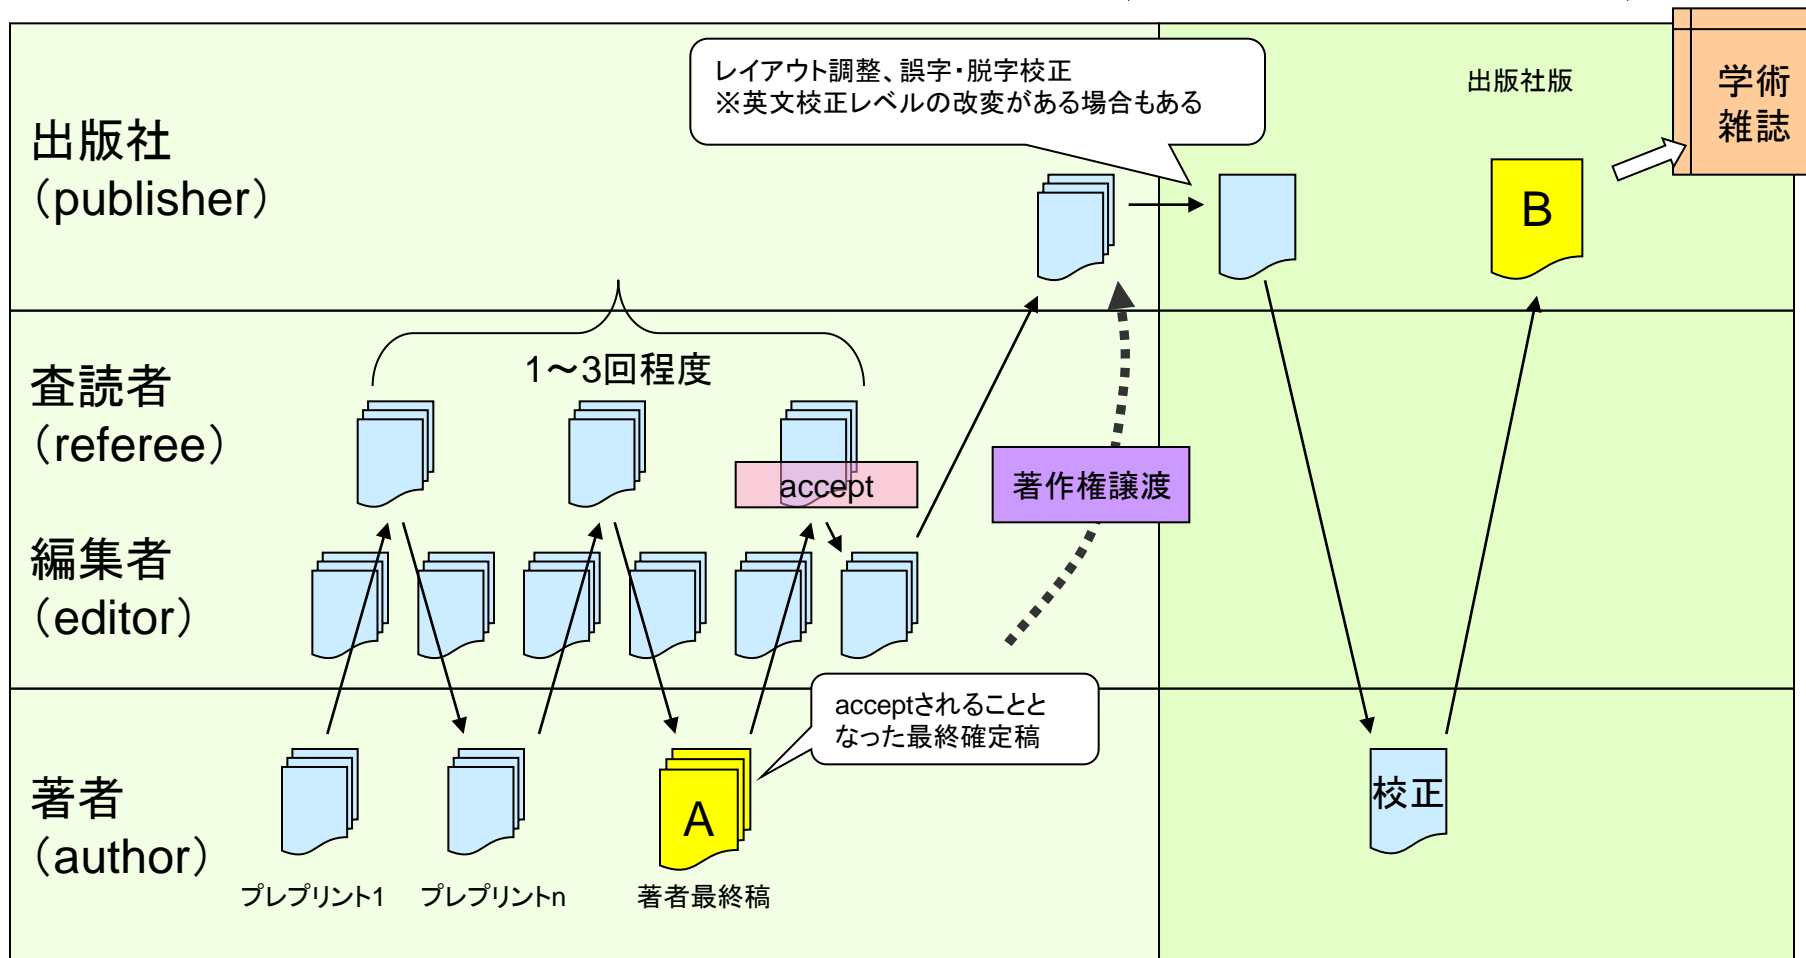 レイアウト調整、誤字・脱字校正
※英文校正レベルの改変がある場合もある
出版社版
学術
雑誌
出版社
（publisher）
B
1～3回程度
査読者
（referee）
accept
著作権譲渡
編集者
（editor）
acceptされることと
なった最終確定稿
著者
（author）
A
校正
プレプリント1
プレプリントn
著者最終稿